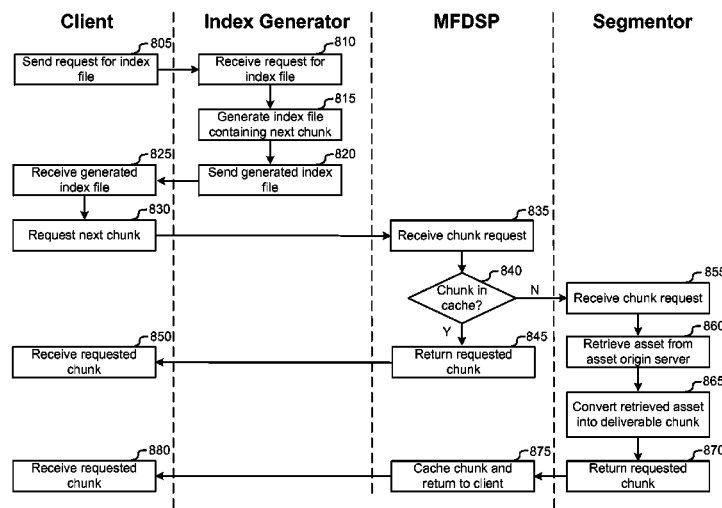 Client
Index Generator
MFDSP
Segmentor
805
Send request for index
file
810
Receive request for
index file
815
Generate index file
containing next chunk
820
Send generated index
file
825
Receive generated
index file
830
Request next chunk
835
Receive chunk request
840
Chunk in
cache?
N
Y
855
Receive chunk request
860
Retrieve asset from
asset origin server
845
Return requested
chunk
850
Receive requested
chunk
865
Convert retrieved asset
into deliverable chunk
870
Return requested
chunk
875
Cache chunk and
return to client
880
Receive requested
chunk